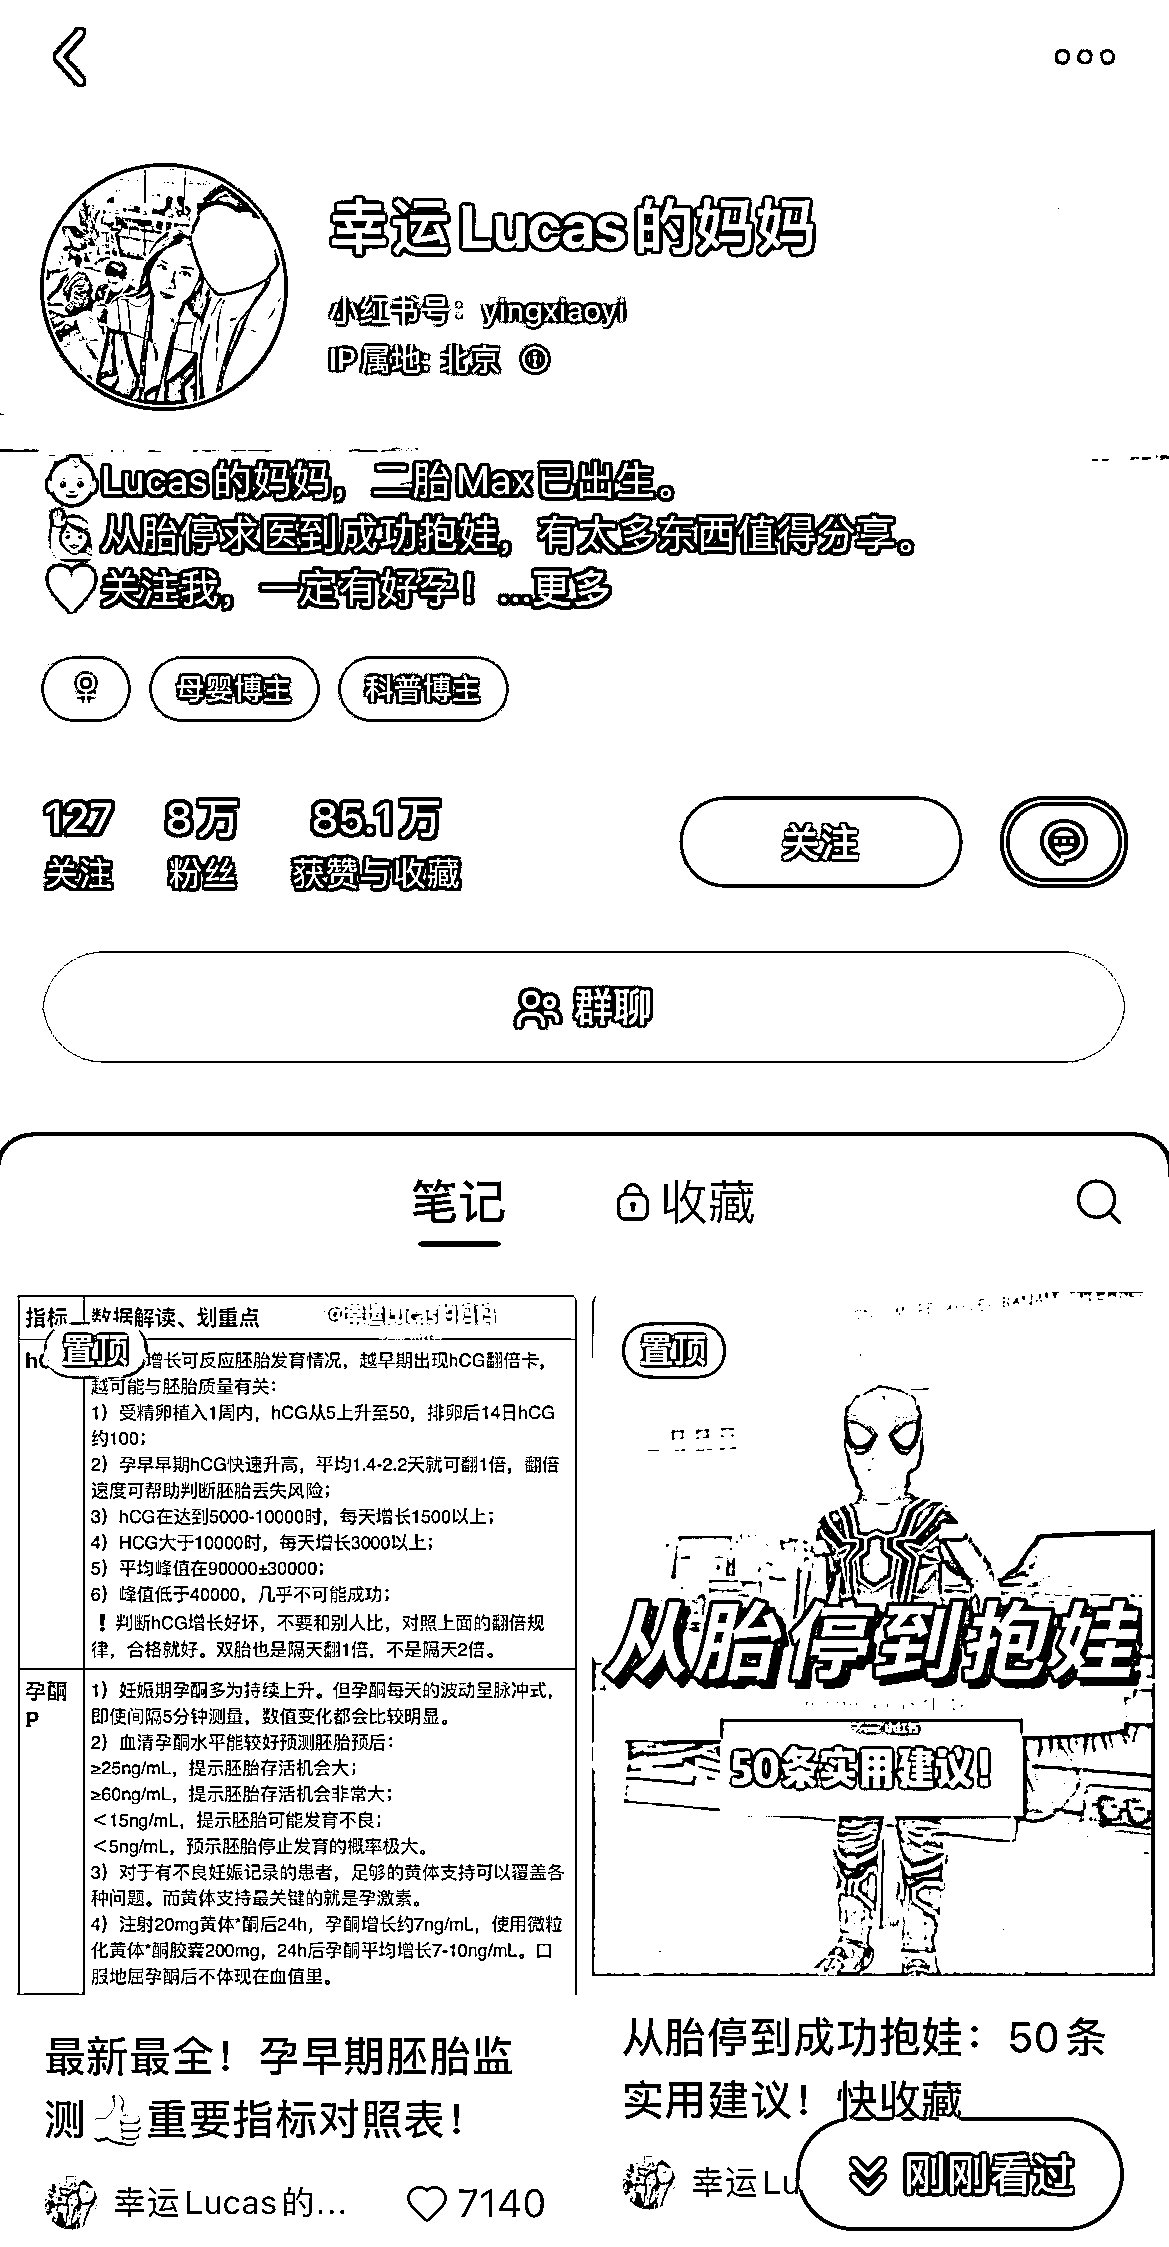 幸运Lucas的妈妈
小红书号：yingxiaoyi
IP属地：北京
Lucas的妈妈，二胎Max已出生。
从胎停求医到成功抱娃，有太多东西值得分享。
关注我，一定有好孕！...更多
母婴博主 科普博主
127 8万 85.1万
关注 粉丝 获赞与收藏
关注
群聊
笔记 收藏
指标 数据解读、划重点
@幸运Lucas的妈妈
置顶
增长可反应胚胎发育情况，越早期出现hCG翻倍卡，
越可能与胚胎质量有关：
1）受精卵植入1周内，hCG从5上升至50，排卵后14日hCG
约100；
2）孕早早期hCG快速升高，平均1.4-2.2天就可翻1倍，翻倍
速度可帮助判断胚胎丢失风险；
3）hCG在达到5000-10000时，每天增长1500以上；
4）HCG大于10000时，每天增长3000以上；
5）平均峰值在90000±30000；
6）峰值低于40000，几乎不可能成功；
！判断hCG增长好坏，不要和别人比，对照上面的翻倍规
律，合格就好。双胎也是隔天翻1倍，不是隔天2倍。
孕酮
P
1）妊娠期孕酮多为持续上升。但孕酮每天的波动呈脉冲式，
即使间隔5分钟测量，数值变化都会比较明显。
2）血清孕酮水平能较好预测胚胎预后：
≥25ng/mL，提示胚胎存活机会大；
≥60ng/mL，提示胚胎存活机会非常大；
＜15ng/mL，提示胚胎可能发育不良；
＜5ng/mL，预示胚胎停止发育的概率极大。
3）对于有不良妊娠记录的患者，足够的黄体支持可以覆盖各
种问题。而黄体支持最关键的就是孕激素。
4）注射20mg黄体*酮后24h，孕酮增长约7ng/mL，使用微粒
化黄体*酮胶囊200mg，24h后孕酮平均增长7-10ng/mL。口
服地屈孕酮后不体现在血值里。
最新最全！孕早期胚胎监
测👍重要指标对照表！
幸运Lucas的... 7140
置顶
从胎停到抱娃
50条实用建议！
从胎停到成功抱娃：50条
实用建议！快收藏
幸运Lu
刚刚看过